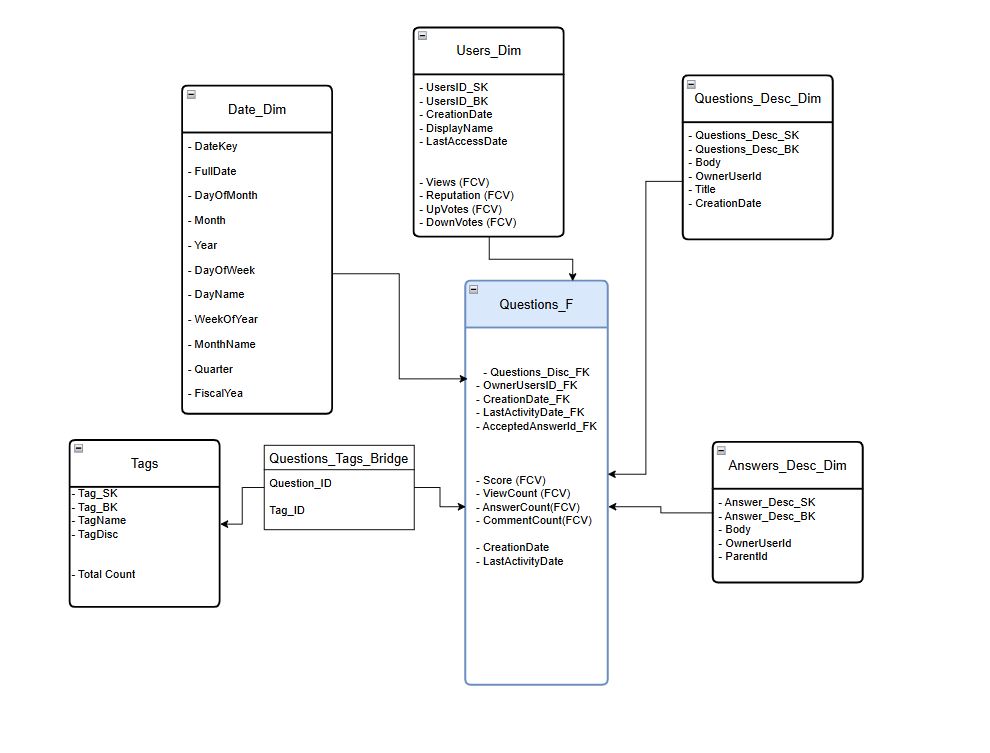 Users_Dim
- UsersID_SK
- UsersID_BK
- CreationDate
- DisplayName
- LastAccessDate
- Views (FCV)
- Reputation (FCV)
- UpVotes (FCV)
- DownVotes (FCV)
Date_Dim
- DateKey
- FullDate
- DayOfMonth
- Month
- Year
- DayOfWeek
- DayName
- WeekOfYear
- MonthName
- Quarter
- FiscalYea
Questions_Desc_Dim
- Questions_Desc_SK
- Questions_Desc_BK
- Body
- OwnerUserId
- Title
- CreationDate
Questions_F
- Questions_Disc_FK
- OwnerUsersID_FK
- CreationDate_FK
- LastActivityDate_FK
- AcceptedAnswerId_FK
- Score (FCV)
- ViewCount (FCV)
- AnswerCount(FCV)
- CommentCount(FCV)
- CreationDate
- LastActivityDate
Tags
- Tag_SK
- Tag_BK
- TagName
- TagDisc
- Total Count
Questions_Tags_Bridge
Question_ID
Tag_ID
Answers_Desc_Dim
- Answer_Desc_SK
- Answer_Desc_BK
- Body
- OwnerUserId
- ParentId